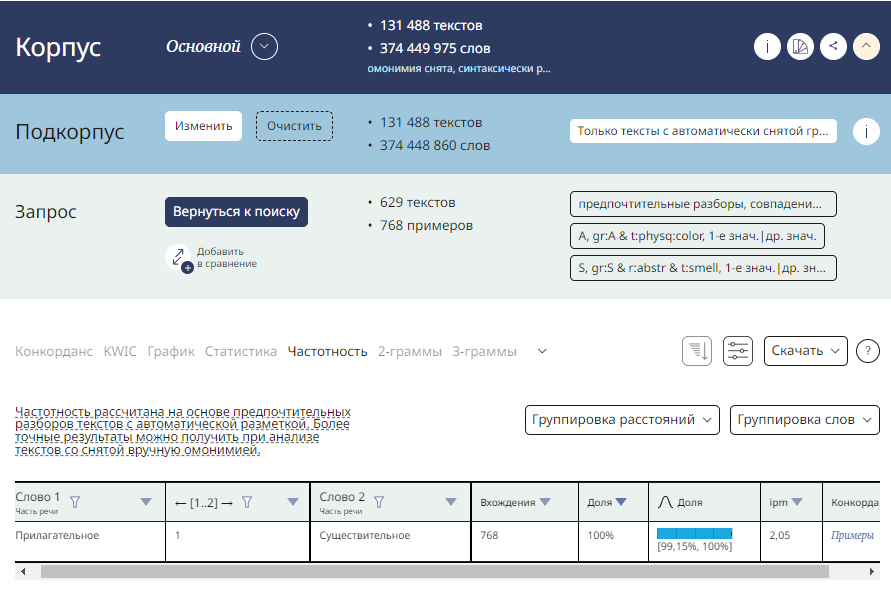 Корпус
Основной
• 131 488 текстов
• 374 449 975 слов
омонимия снята, синтаксически р...
i
Подкорпус
Изменить
Очистить
• 131 488 текстов
• 374 448 860 слов
Только тексты с автоматически снятой гр...
i
Запрос
Вернуться к поиску
Добавить
в сравнение
• 629 текстов
• 768 примеров
предпочтительные разборы, совпадени...
A, gr:A & t:physq:color, 1-е знач.|др. знач.
S, gr:S & r:abstr & t:smell, 1-е знач.|др. зн...
Конкорданс KWIC График Статистика Частотность 2-граммы 3-граммы
Скачать
?
Частотность рассчитана на основе предпочтительных
разборов текстов с автоматической разметкой. Более
точные результаты можно получить при анализе
текстов со снятой вручную омонимией.
Группировка расстояний
Группировка слов
Слово 1
Часть речи
← [1..2] →
Слово 2
Часть речи
Вхождения
Доля
Доля
ipm
Конкорда
Прилагательное
1
Существительное
768
100%
[99,15%, 100%]
2,05
Примеры